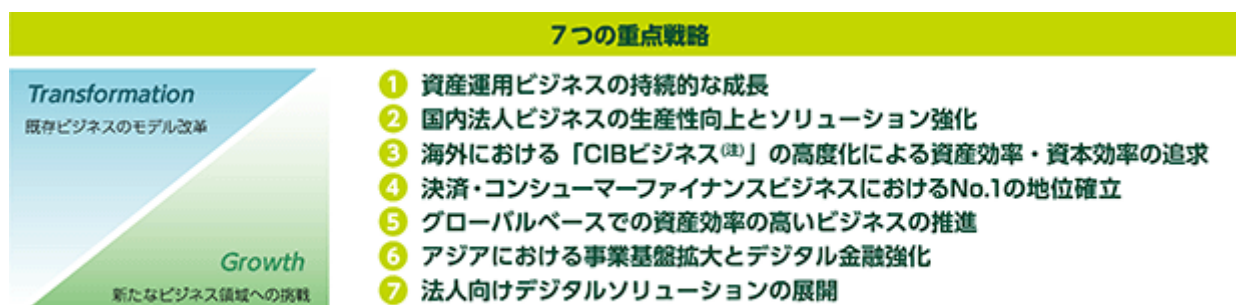 7つの重点戦略
Transformation
既存ビジネスのモデル改革
Growth
新たなビジネス領域への挑戦
1 資産運用ビジネスの持続的な成長
2 国内法人ビジネスの生産性向上とソリューション強化
3 海外における「CIBビジネス(注)」の高度化による資産効率・資本効率の追求
4 決済・コンシューマーファイナンスビジネスにおけるNo.1の地位確立
5 グローバルベースでの資産効率の高いビジネスの推進
6 アジアにおける事業基盤拡大とデジタル金融強化
7 法人向けデジタルソリューションの展開